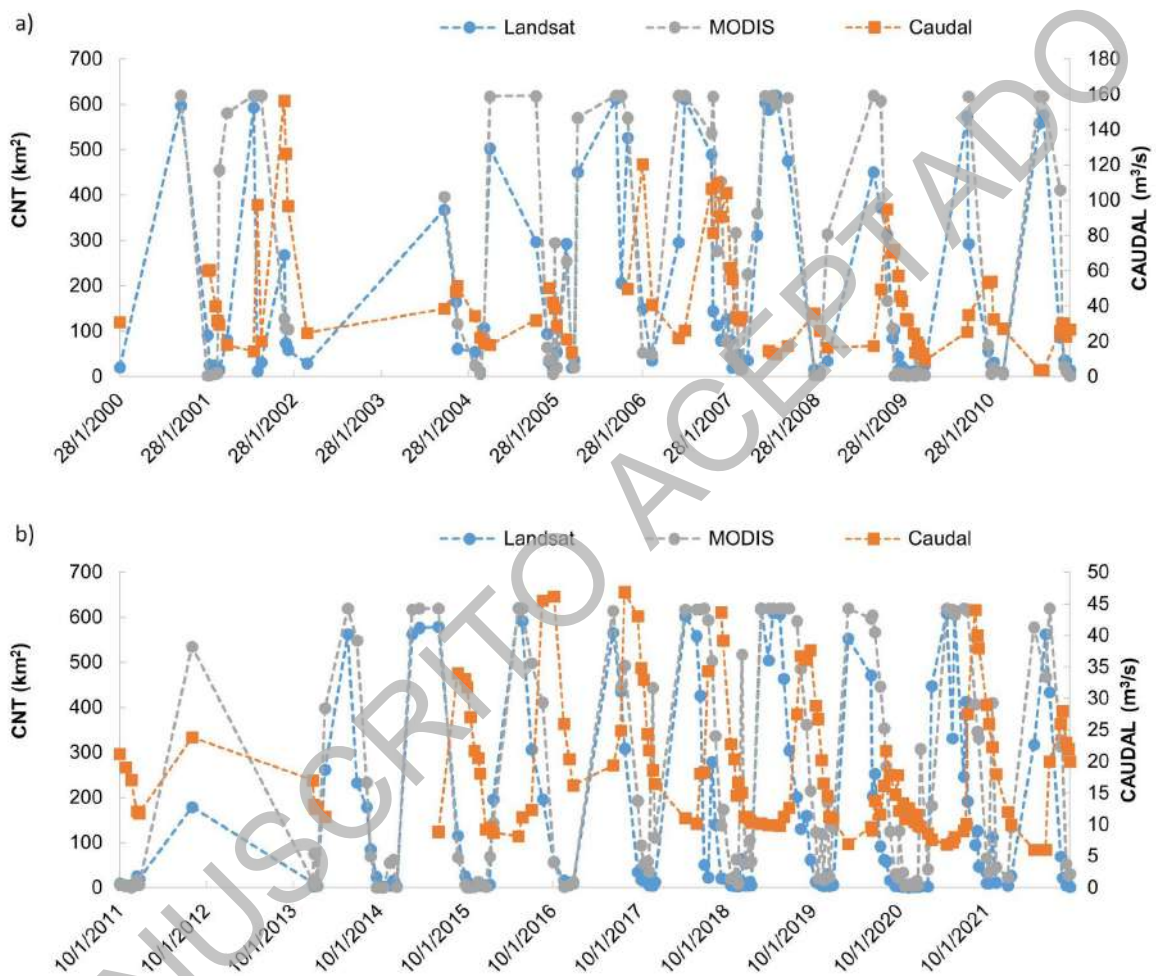 a)
Landsat MODIS Caudal
700 180
600 160
500 140
400 120
300 100
200 80
100 60
0 40
20
0
CNT (km²)
CAUDAL (m³/s)
28/1/2000 28/1/2001 28/1/2002 28/1/2003 28/1/2004 28/1/2005 28/1/2006 28/1/2007 28/1/2008 28/1/2009 28/1/2010
b)
Landsat MODIS Caudal
700 50
600 45
500 40
400 35
300 30
200 25
100 20
0 15
10
5
0
CNT (km²)
CAUDAL (m³/s)
10/1/2011 10/1/2012 10/1/2013 10/1/2014 10/1/2015 10/1/2016 10/1/2017 10/1/2018 10/1/2019 10/1/2020 10/1/2021
NUSCRITO ACEPTADO